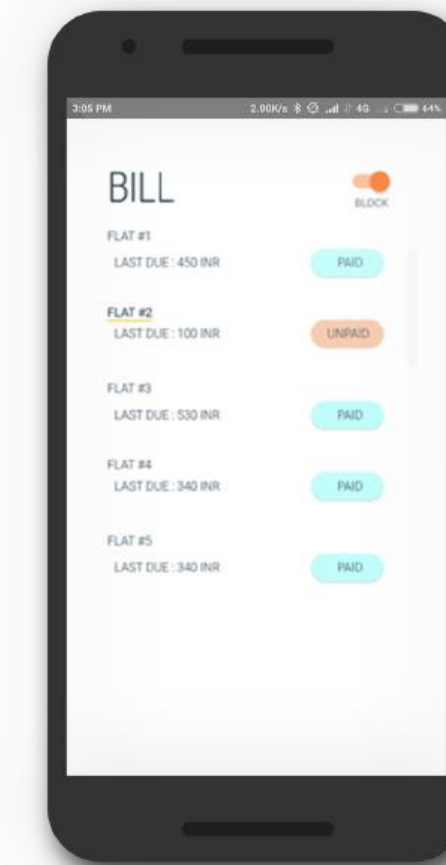 3:05 PM 2.00K/s 4G 64%
BILL
BLOCK
FLAT #1
LAST DUE : 450 INR PAID
FLAT #2
LAST DUE : 100 INR UNPAID
FLAT #3
LAST DUE : 530 INR PAID
FLAT #4
LAST DUE : 340 INR PAID
FLAT #5
LAST DUE : 340 INR PAID